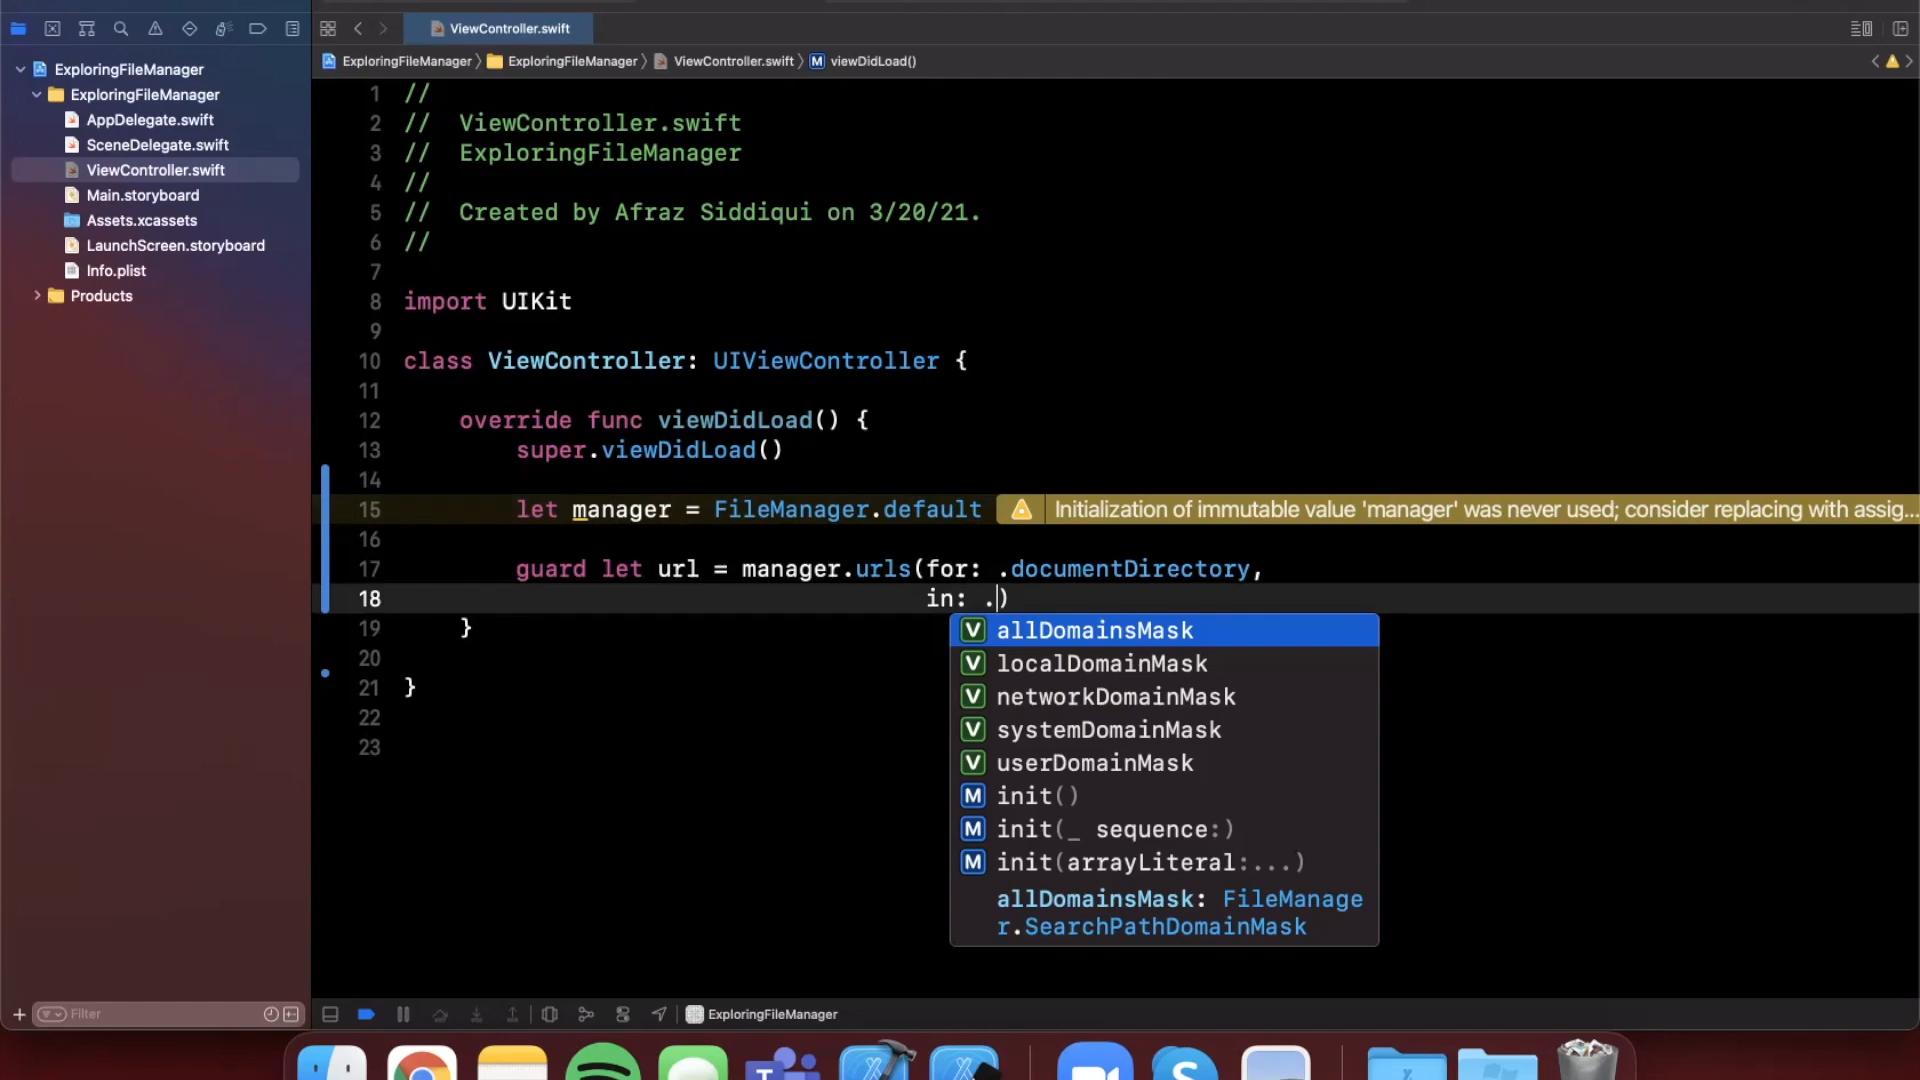 ViewController.swift
ExploringFileManager
ExploringFileManager
ViewController.swift
M viewDidLoad()
ExploringFileManager
ExploringFileManager
AppDelegate.swift
SceneDelegate.swift
ViewController.swift
Main.storyboard
Assets.xcassets
LaunchScreen.storyboard
Info.plist
Products
1 //
2 // ViewController.swift
3 // ExploringFileManager
4 //
5 // Created by Afraz Siddiqui on 3/20/21.
6 //
7
8 import UIKit
9
10 class ViewController: UIViewController {
11
12 override func viewDidLoad() {
13 super.viewDidLoad()
14
15 let manager = FileManager.default
Initialization of immutable value 'manager' was never used; consider replacing with assig...
16
17 guard let url = manager.urls(for: .documentDirectory,
18 in: .)
19 }
20
21 }
22
23
V allDomainsMask
V localDomainMask
V networkDomainMask
V systemDomainMask
V userDomainMask
M init()
M init(_ sequence:)
M init(arrayLiteral:...)
allDomainsMask: FileManage
r.SearchPathDomainMask
Filter
ExploringFileManager
T
S